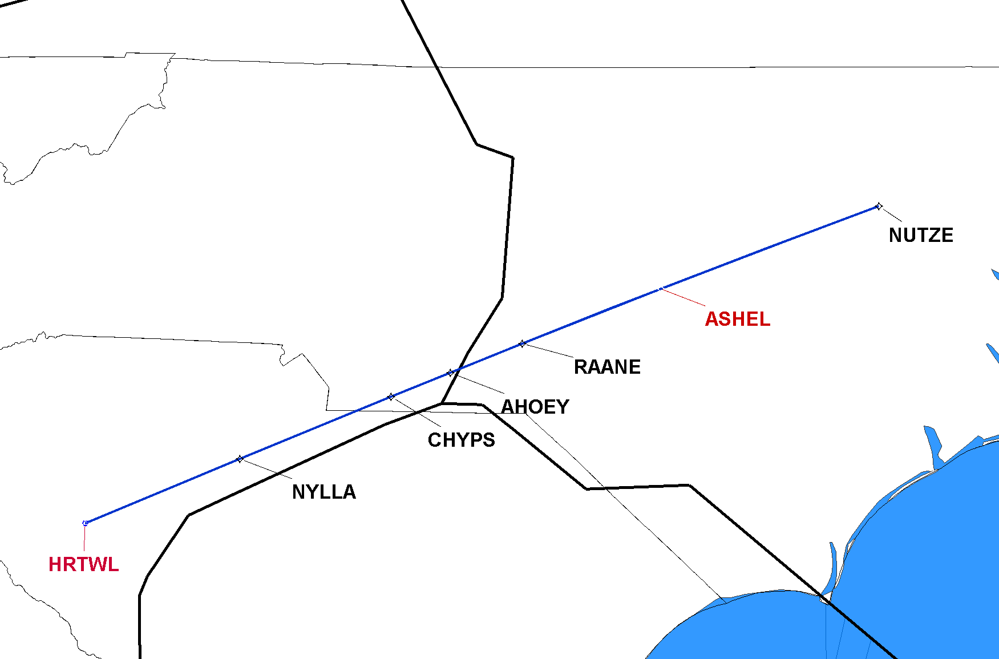 NUTZE
ASHEL
RAANE
AHOEY
CHYPS
NYLLA
HRTWL